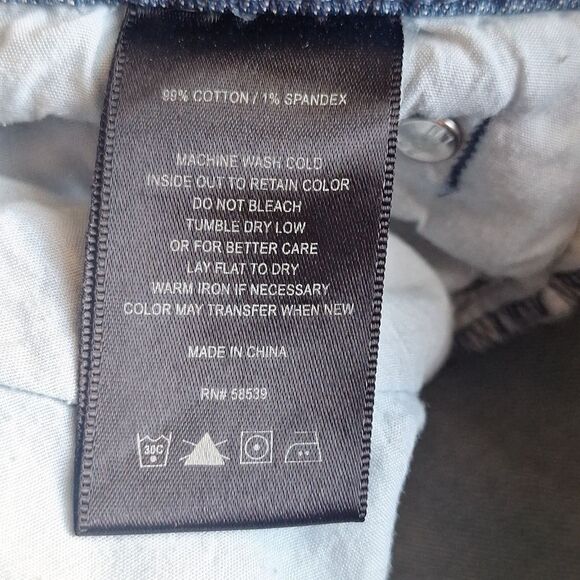 99% COTTON / 1% SPANDEX
MACHINE WASH COLD
INSIDE OUT TO RETAIN COLOR
DO NOT BLEACH
TUMBLE DRY LOW
OR FOR BETTER CARE
LAY FLAT TO DRY
WARM IRON IF NECESSARY
COLOR MAY TRANSFER WHEN NEW
MADE IN CHINA
RN# 58539
30C